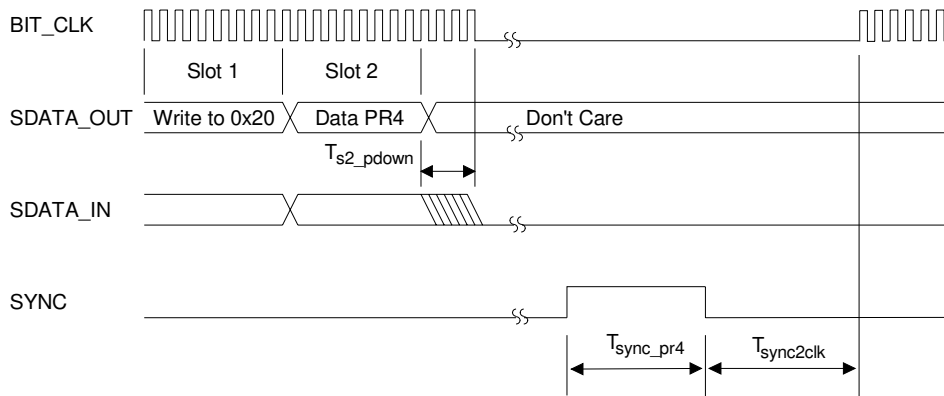 BIT_CLK
Slot 1 Slot 2
SDATA_OUT Write to 0x20 Data PR4 Don't Care
Ts2_pdown
SDATA_IN
SYNC
Tsync_pr4 Tsync2clk